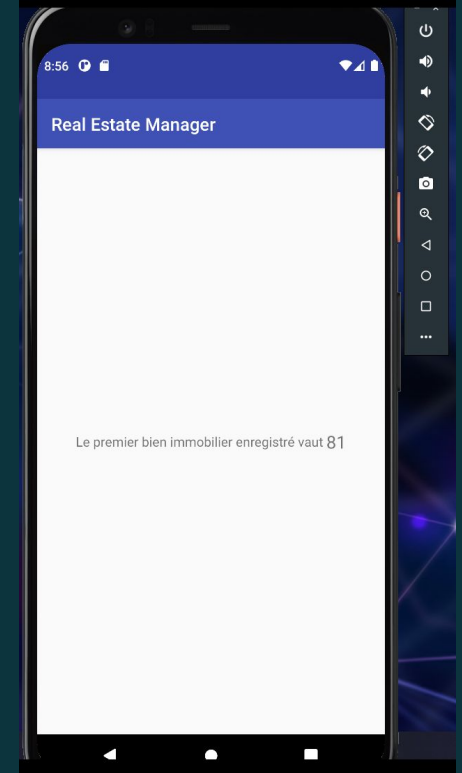 8:56
Real Estate Manager
Le premier bien immobilier enregistré vaut 81